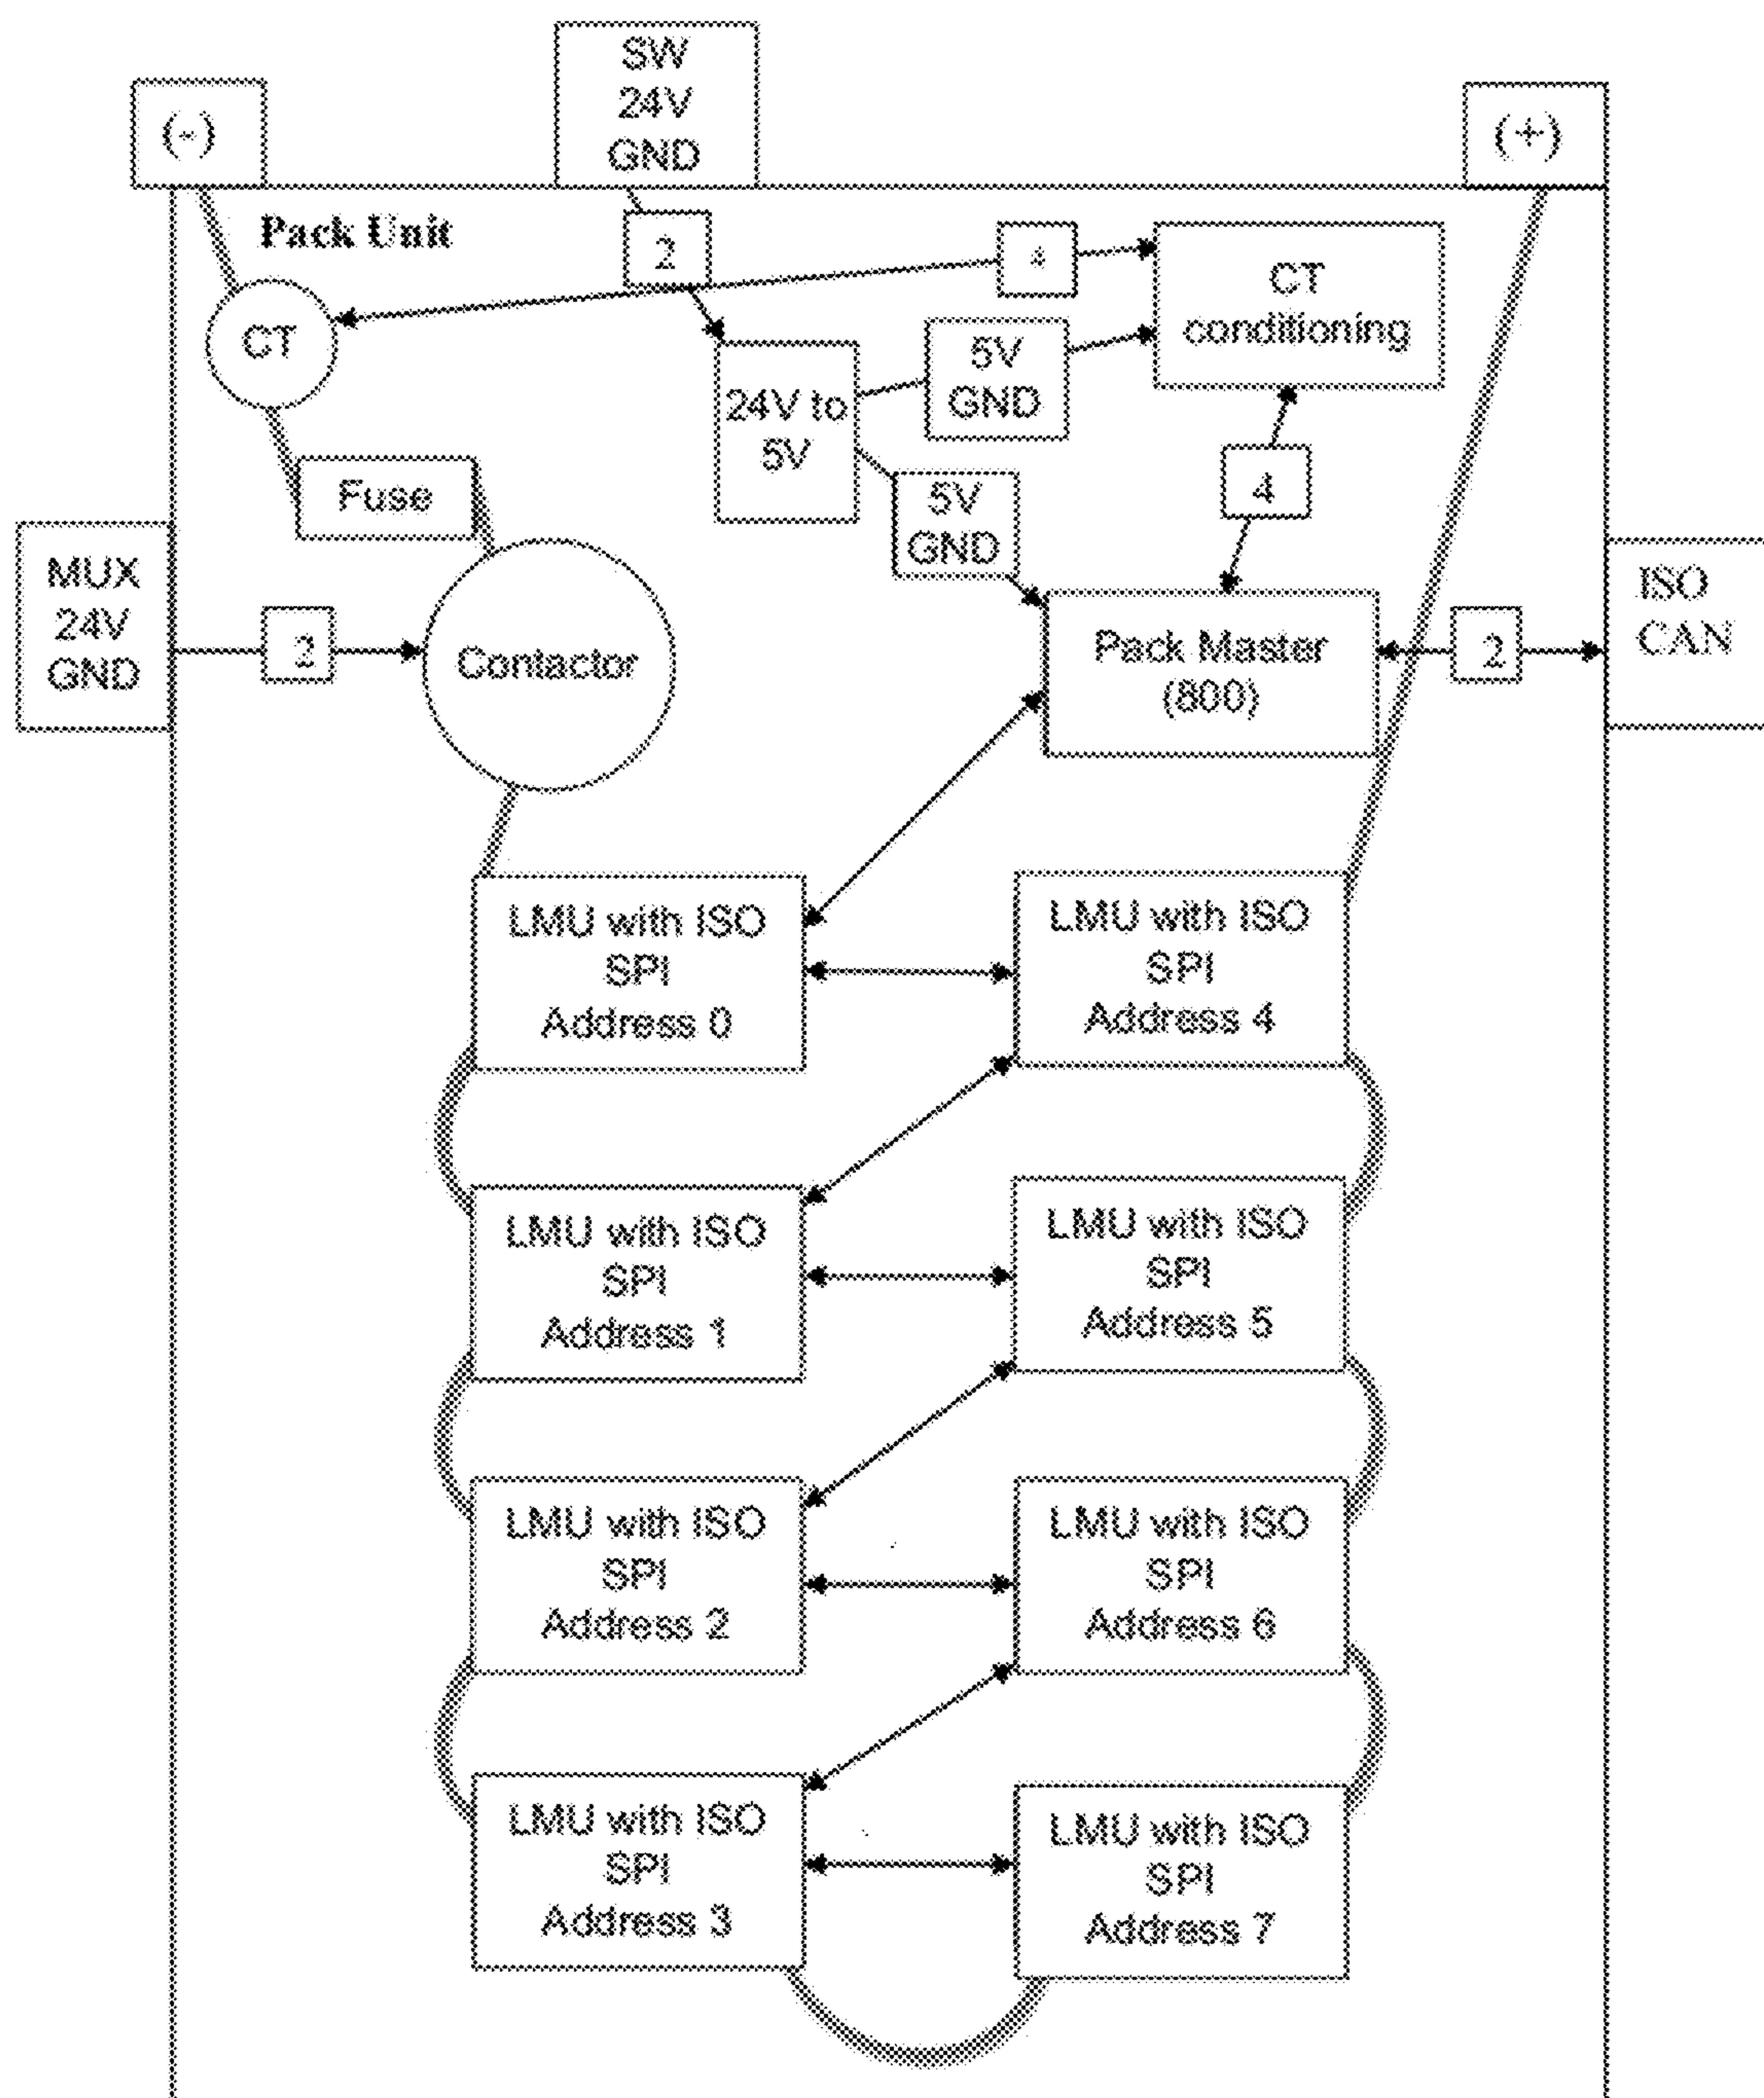 SW
24V
GND
(-)
(+)
Pack Unit
2
4
CT
conditioning
CT
5V
GND
24V to
5V
Fuse
4
5V
GND
MUX
24V
GND
2
Contactor
Pack Master
(800)
2
ISO
CAN
LMU with ISO
SPI
Address 0
LMU with ISO
SPI
Address 4
LMU with ISO
SPI
Address 1
LMU with ISO
SPI
Address 5
LMU with ISO
SPI
Address 2
LMU with ISO
SPI
Address 6
LMU with ISO
SPI
Address 3
LMU with ISO
SPI
Address 7